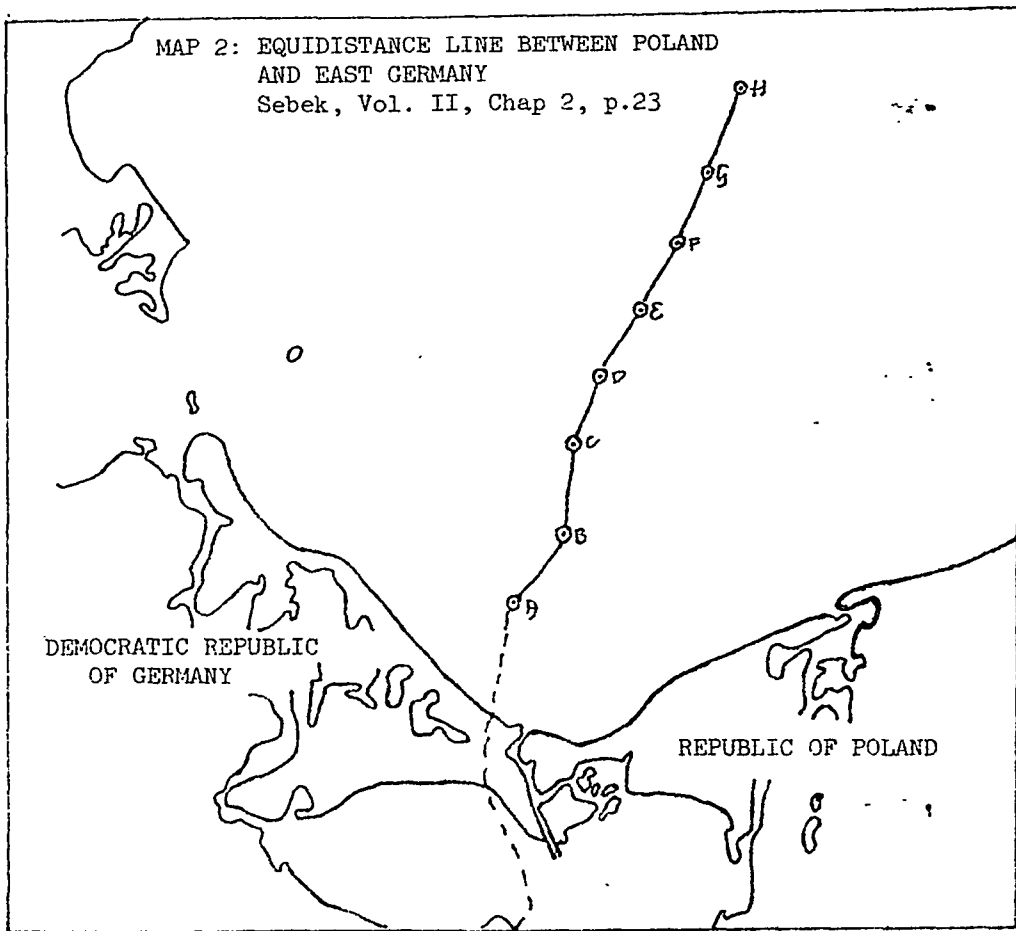 MAP 2: EQUIDISTANCE LINE BETWEEN POLAND
AND EAST GERMANY
Sebek, Vol. II, Chap 2, p.23
H
G
F
E
D
C
B
A
DEMOCRATIC REPUBLIC
OF GERMANY
REPUBLIC OF POLAND